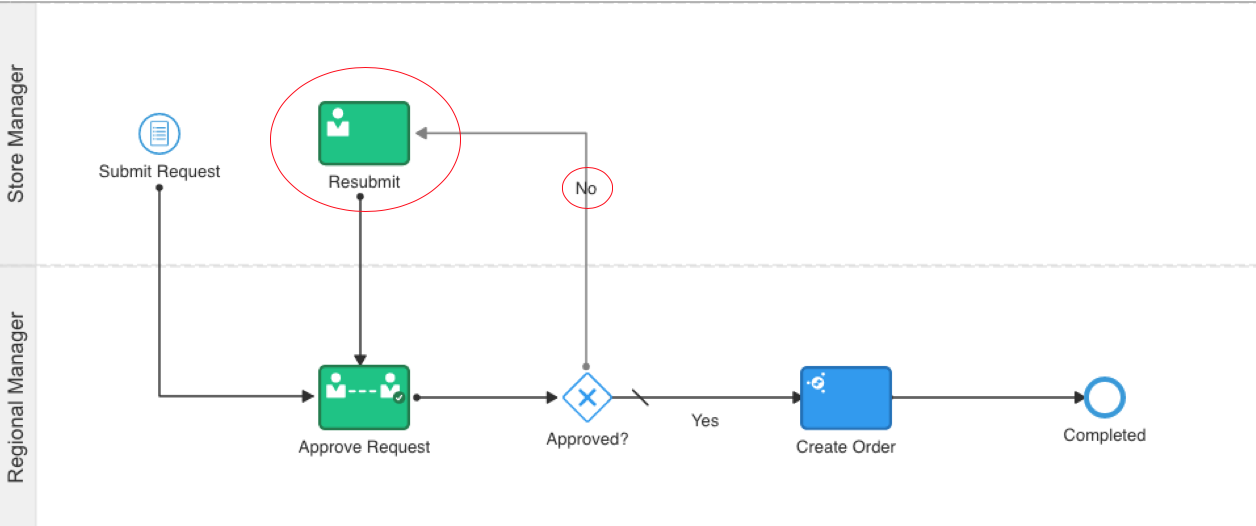 Store Manager
Submit Request
Resubmit
No
Regional Manager
Approve Request
Approved?
Yes
Create Order
Completed